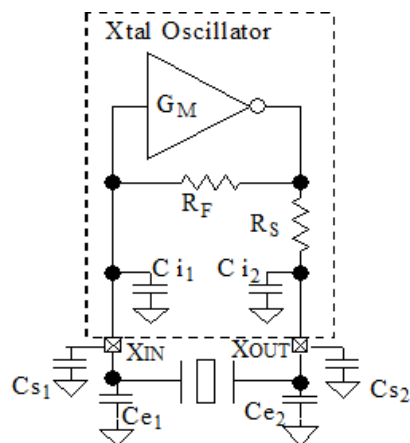 Xtal Oscillator
GM
RF
RS
Ci1
Ci2
XIN
XOUT
Cs1
Cs2
Ce1
Ce2